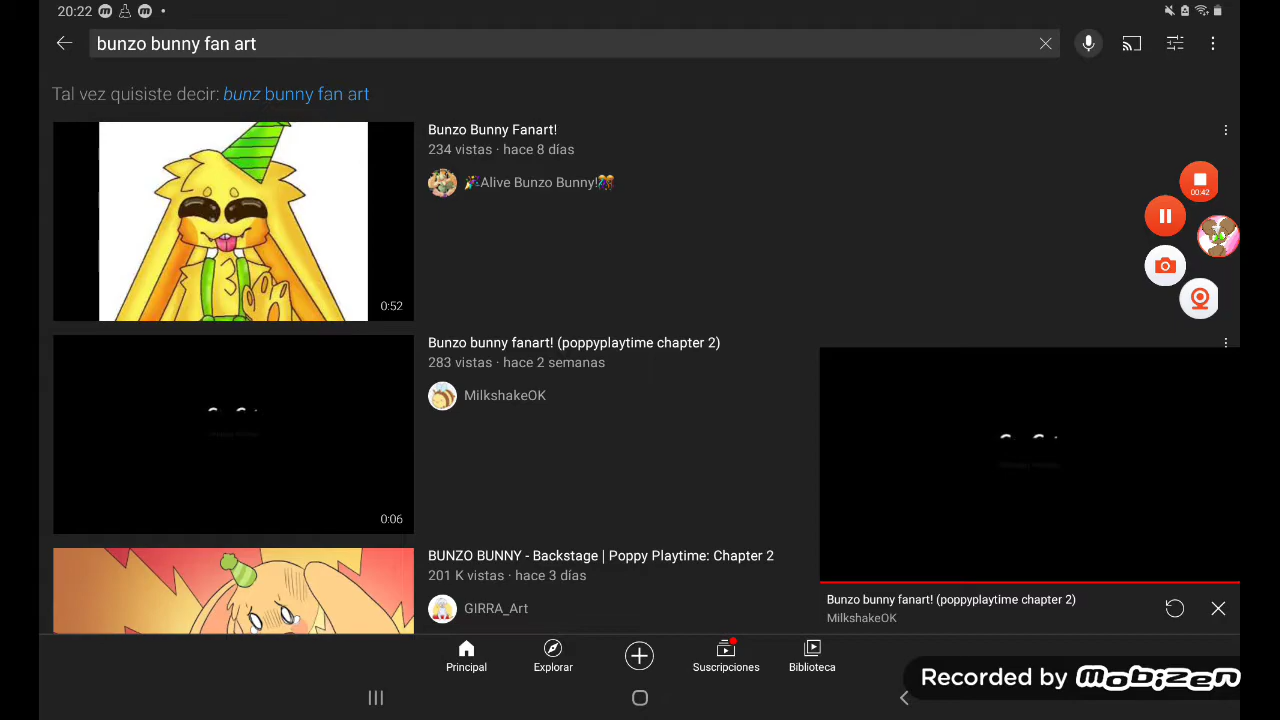 20:22
bunzo bunny fan art
Tal vez quisiste decir: bunz bunny fan art
0:52
Bunzo Bunny Fanart!
234 vistas · hace 8 días
🎉Alive Bunzo Bunny!🎊
00:42
0:06
Bunzo bunny fanart! (poppyplaytime chapter 2)
283 vistas · hace 2 semanas
MilkshakeOK
BUNZO BUNNY - Backstage | Poppy Playtime: Chapter 2
201 K vistas · hace 3 días
GIRRA_Art
Bunzo bunny fanart! (poppyplaytime chapter 2)
MilkshakeOK
Principal
Explorar
Suscripciones
Biblioteca
Recorded by mobizen